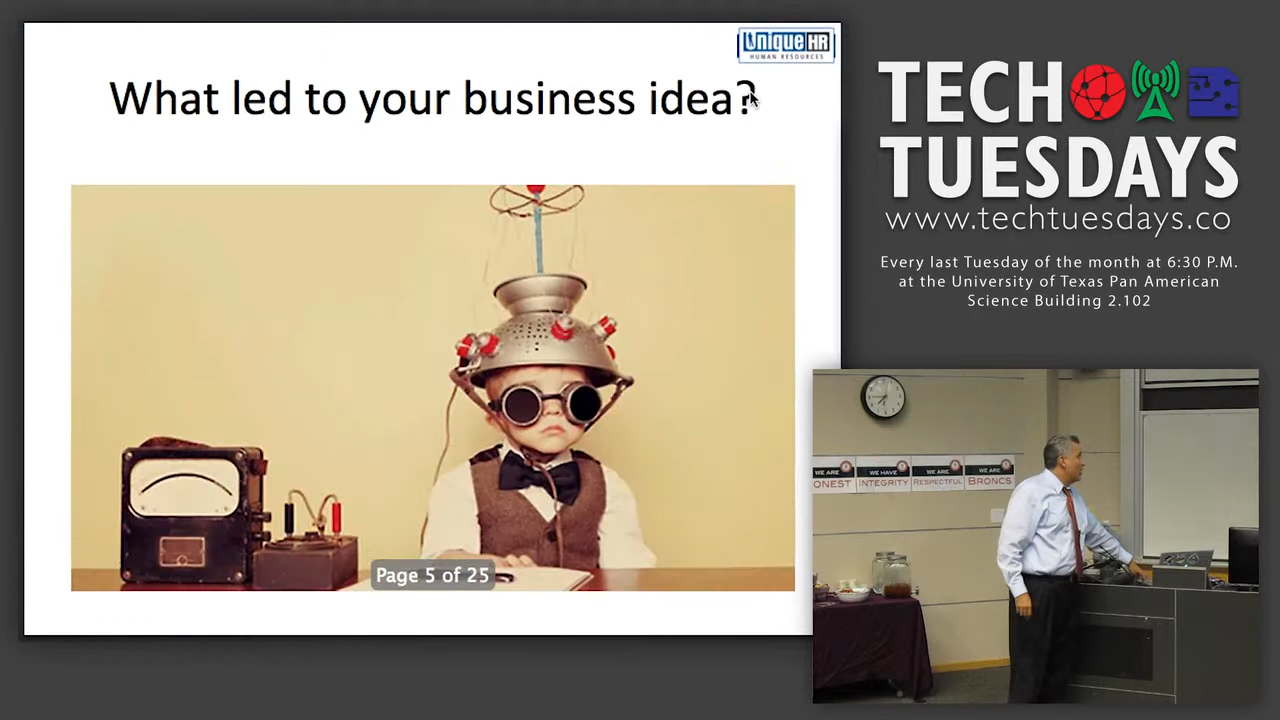 Unique HR
HUMAN RESOURCES
What led to your business idea?
Page 5 of 25
TECH
TUESDAYS
www.techtuesdays.co
Every last Tuesday of the month at 6:30 P.M.
at the University of Texas Pan American
Science Building 2.102
WE ARE
ONEST
WE HAVE
INTEGRITY
WE ARE
RESPECTFUL
WE ARE
BRONCS